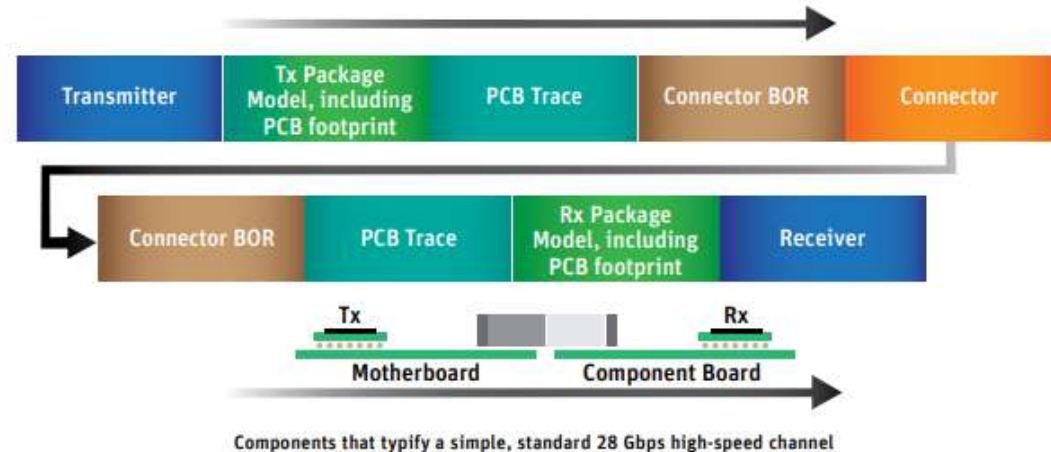 Transmitter
Tx Package
Model, including
PCB footprint
PCB Trace
Connector BOR
Connector
Connector BOR
PCB Trace
Rx Package
Model, including
PCB footprint
Receiver
Tx
Rx
Motherboard
Component Board
Components that typify a simple, standard 28 Gbps high-speed channel